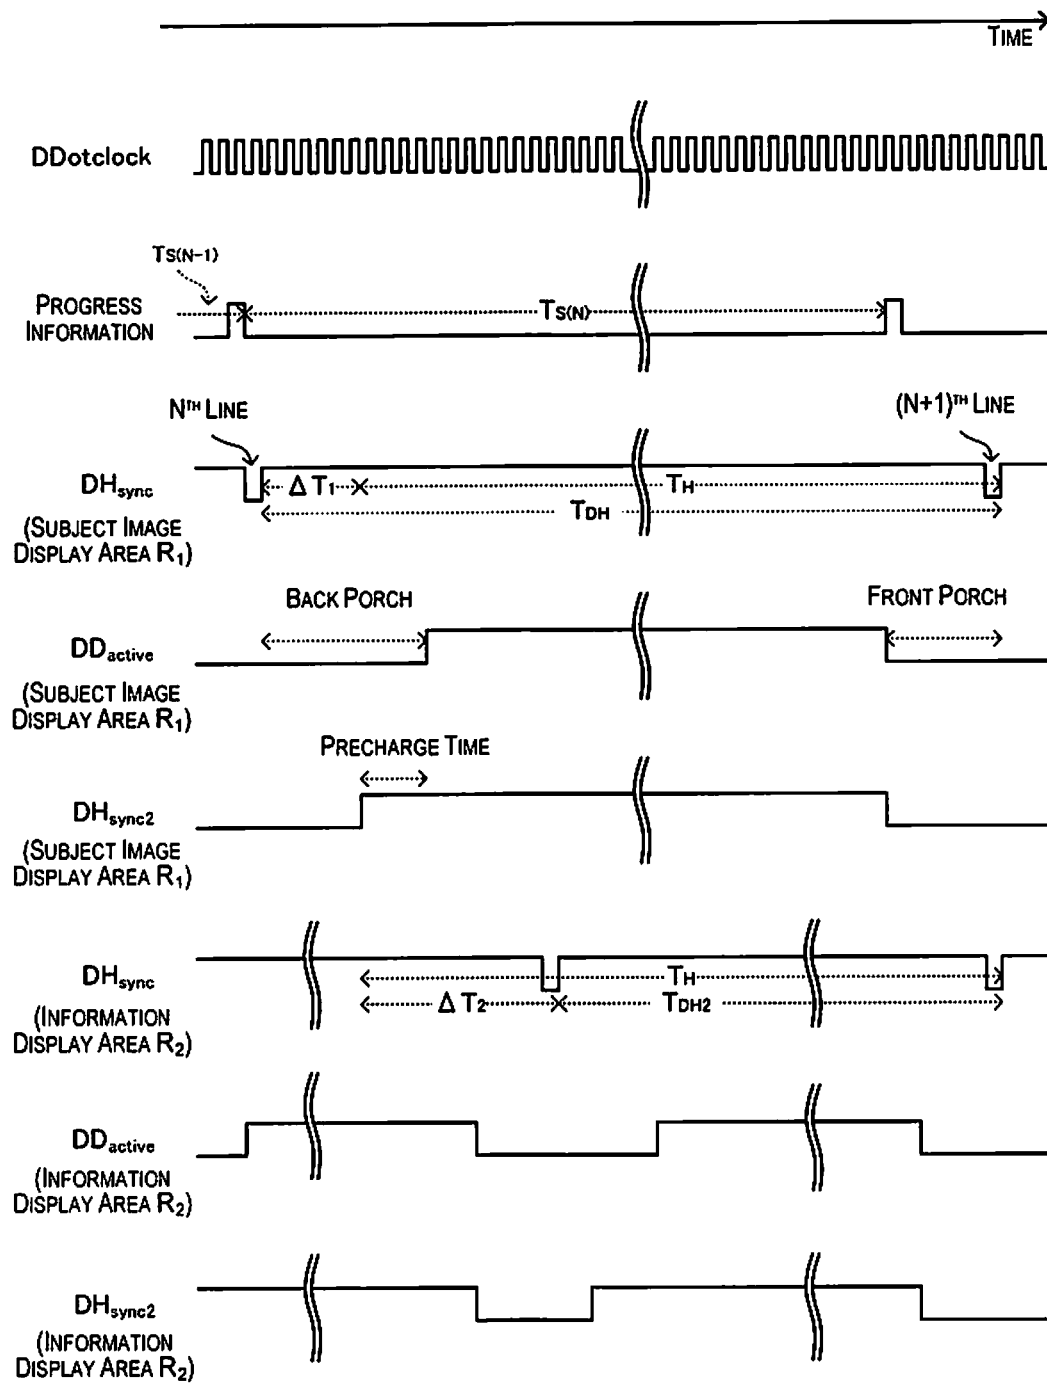 TIME
DDotclock
TS(N-1)
PROGRESS
INFORMATION
TS(N)
NTH LINE
(N+1)TH LINE
DHsync
Δ T1
TH
TDH
(SUBJECT IMAGE
DISPLAY AREA R1)
BACK PORCH
FRONT PORCH
DDactive
(SUBJECT IMAGE
DISPLAY AREA R1)
PRECHARGE TIME
DHsync2
(SUBJECT IMAGE
DISPLAY AREA R1)
DHsync
TH
Δ T2
TDH2
(INFORMATION
DISPLAY AREA R2)
DDactive
(INFORMATION
DISPLAY AREA R2)
DHsync2
(INFORMATION
DISPLAY AREA R2)